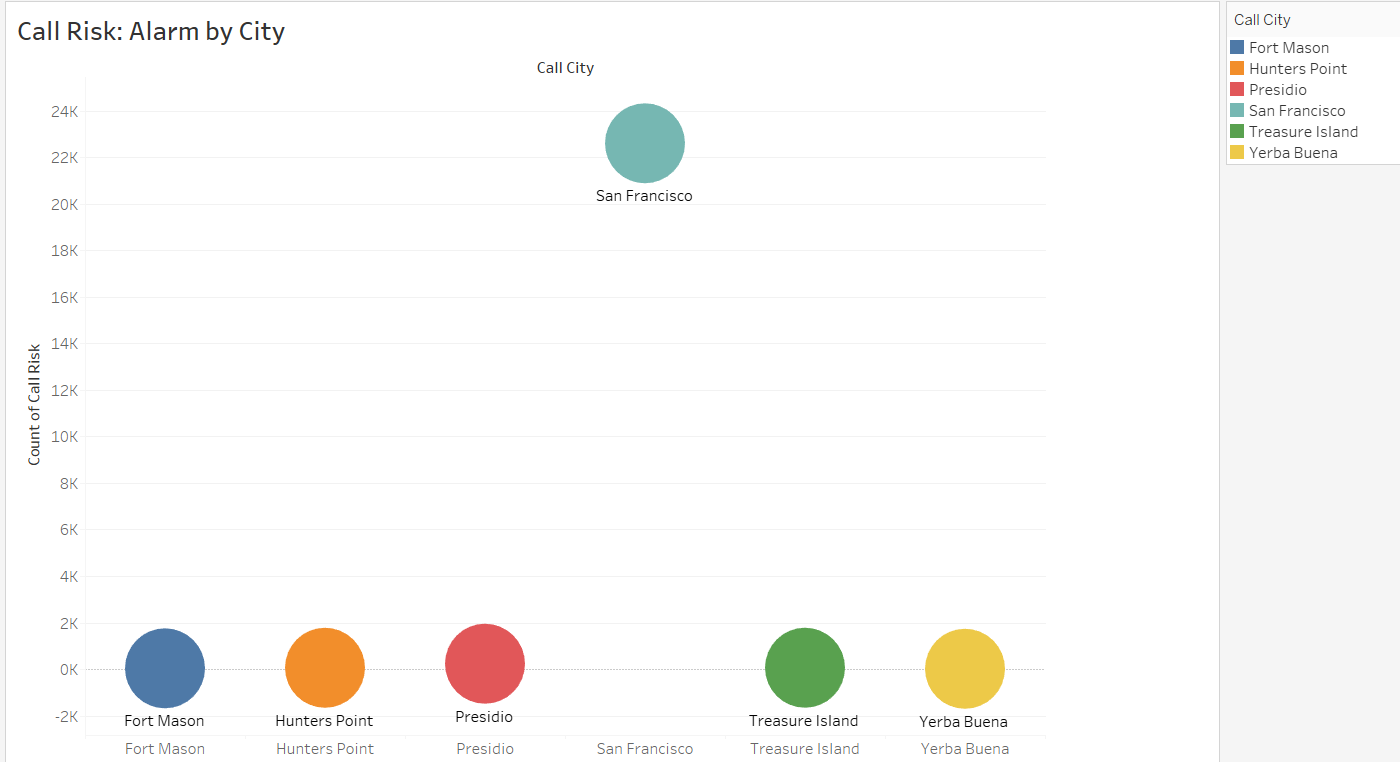 Call Risk: Alarm by City
Call City
24K
22K
20K
18K
16K
14K
12K
10K
8K
6K
4K
2K
0K
-2K
Count of Call Risk
San Francisco
Fort Mason
Hunters Point
Presidio
Treasure Island
Yerba Buena
Fort Mason
Hunters Point
Presidio
San Francisco
Treasure Island
Yerba Buena
Call City
Fort Mason
Hunters Point
Presidio
San Francisco
Treasure Island
Yerba Buena